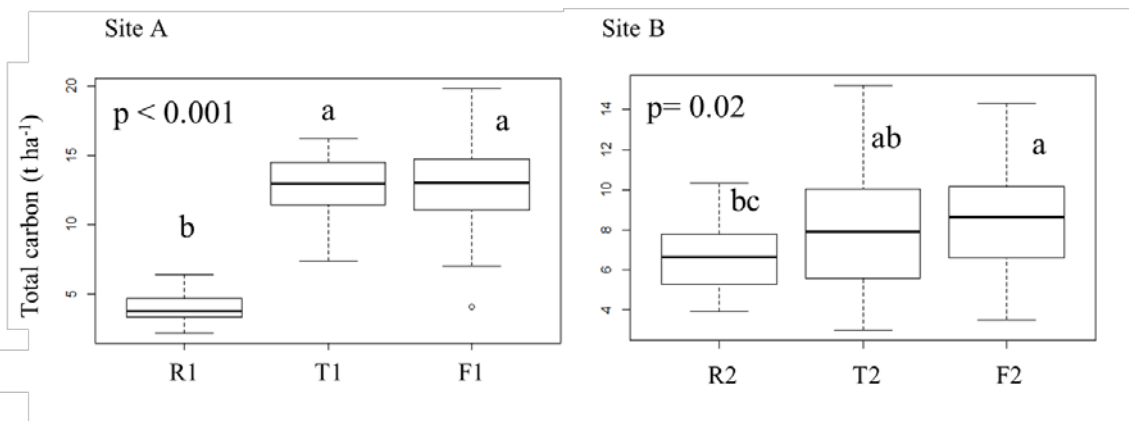 Site A
Site B
Total carbon (t ha⁻¹)
20
15
10
5
p < 0.001
b
a
a
R1
T1
F1
14
12
10
8
6
4
p= 0.02
bc
ab
a
R2
T2
F2